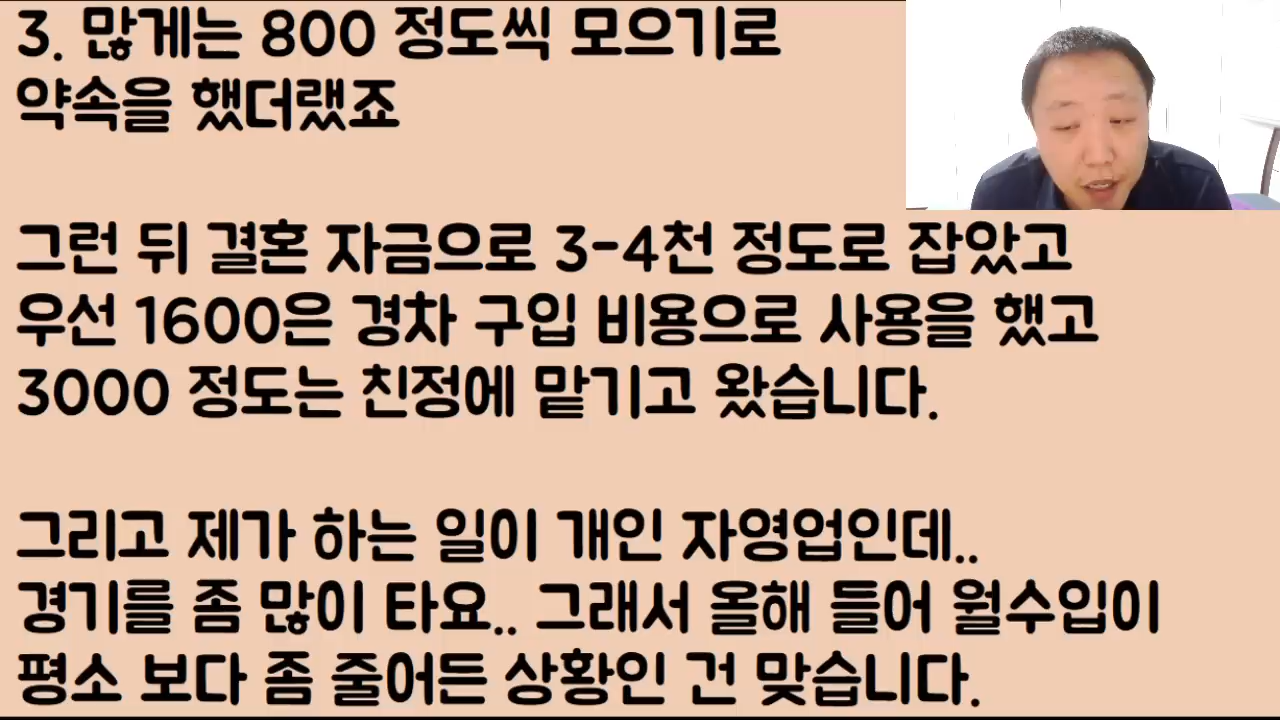 3. 많게는 800 정도씩 모으기로
약속을 했더랬죠
그런 뒤 결혼 자금으로 3-4천 정도로 잡았고
우선 1600은 경차 구입 비용으로 사용을 했고
3000 정도는 친정에 맡기고 왔습니다.
그리고 제가 하는 일이 개인 자영업인데..
경기를 좀 많이 타요.. 그래서 올해 들어 월수입이
평소 보다 좀 줄어든 상황인 건 맞습니다.